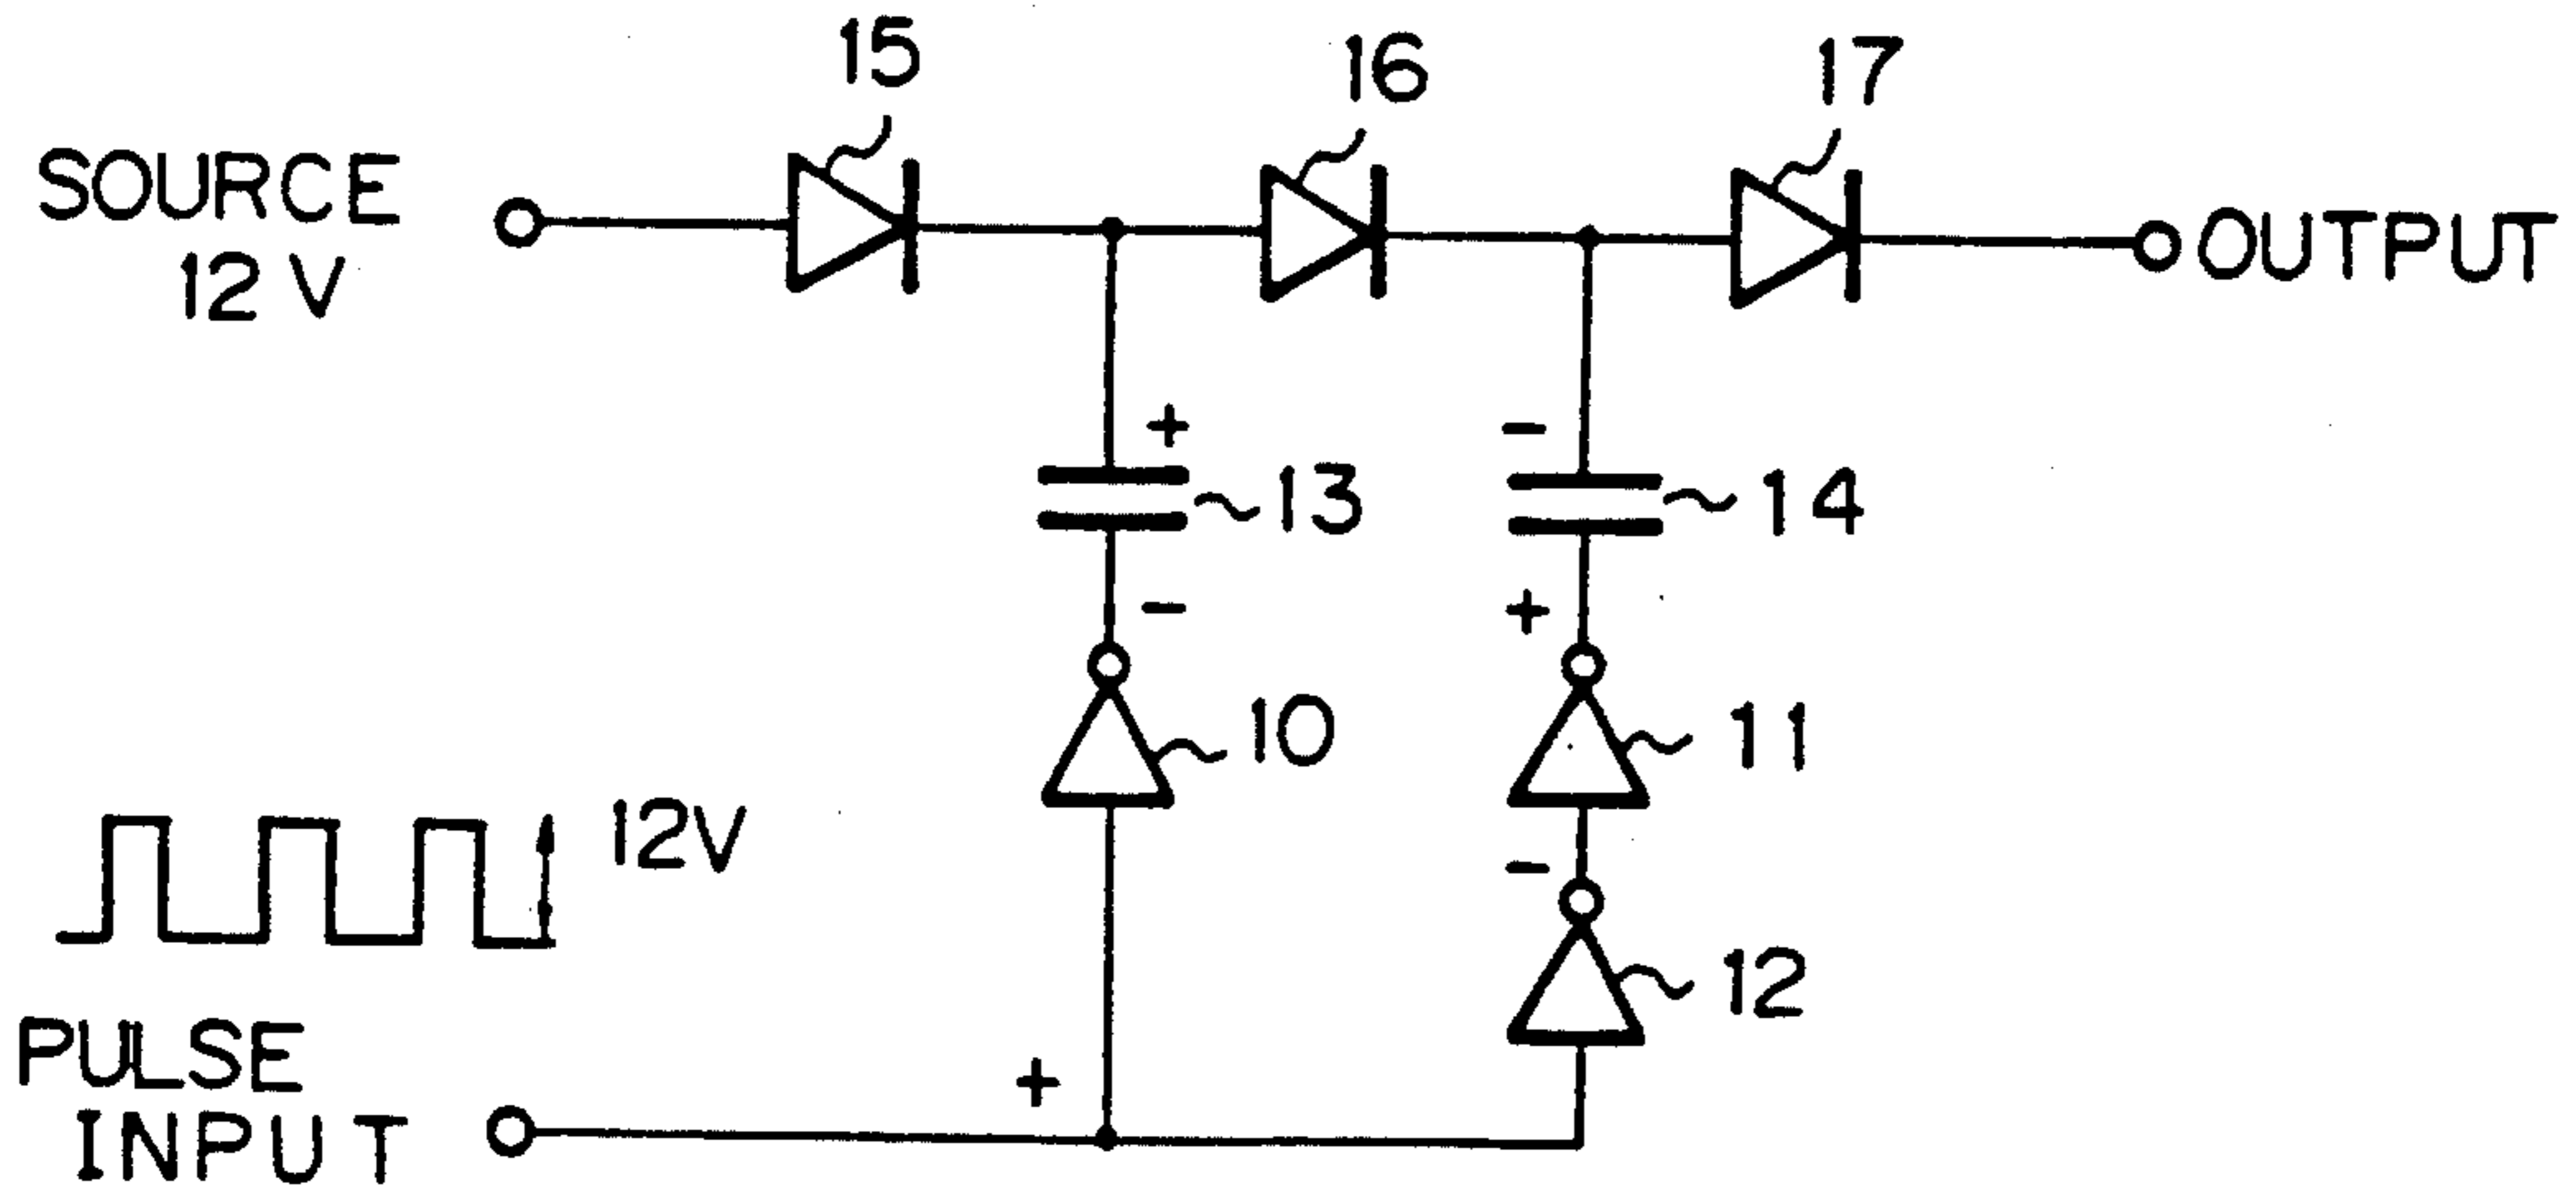 15
16
17
SOURCE
12 V
OUTPUT
+
-
13
14
-
+
10
11
12V
-
12
PULSE
INPUT
+